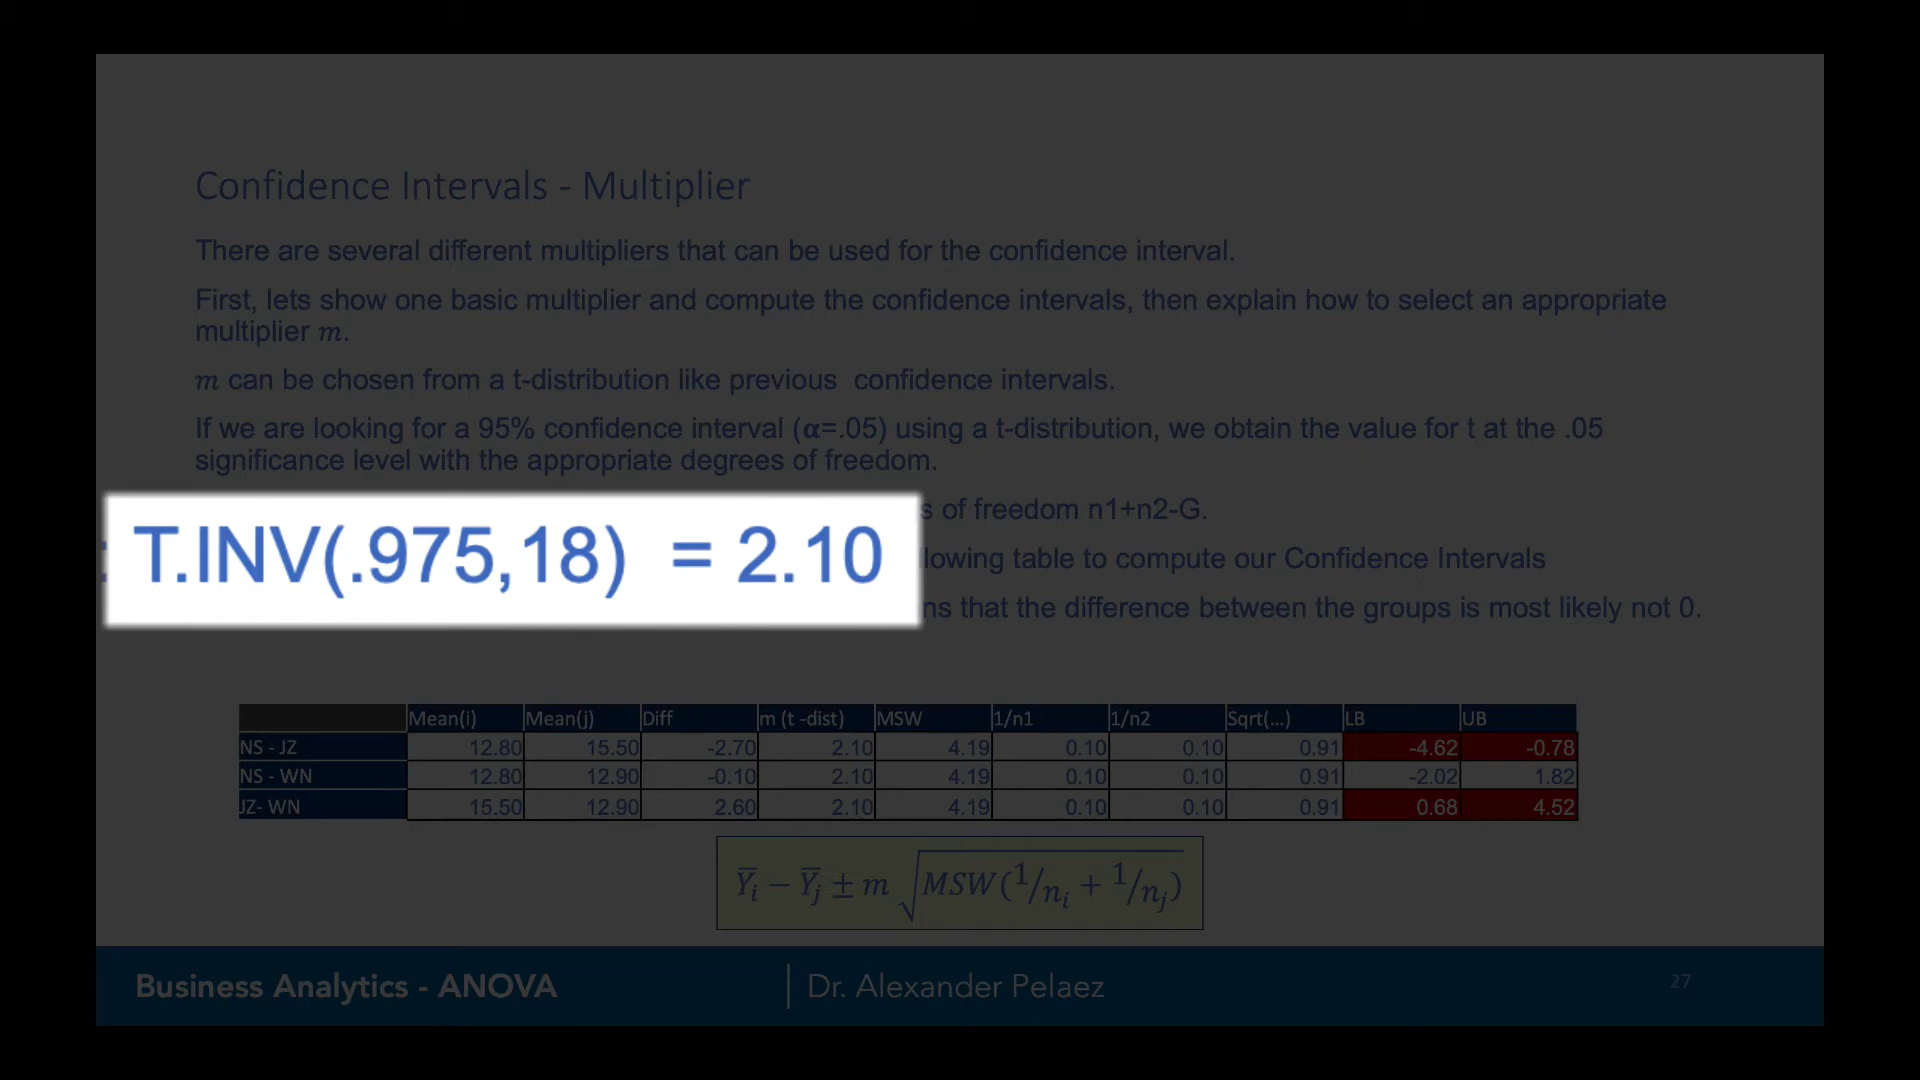 Confidence Intervals - Multiplier
There are several different multipliers that can be used for the confidence interval.
First, lets show one basic multiplier and compute the confidence intervals, then explain how to select an appropriate
multiplier m.
m can be chosen from a t-distribution like previous confidence intervals.
If we are looking for a 95% confidence interval (α=.05) using a t-distribution, we obtain the value for t at the .05
significance level with the appropriate degrees of freedom.
of freedom n1+n2-G.
: T.INV(.975,18) = 2.10
table to compute our Confidence Intervals
that the difference between the groups is most likely not 0.
Mean(i) Mean(j) Diff m (t -dist) MSW 1/n1 1/n2 Sqrt(...) LB UB
NS - JZ 12.80 15.50 -2.70 2.10 4.19 0.10 0.10 0.91 -4.62 -0.78
NS - WN 12.80 12.90 -0.10 2.10 4.19 0.10 0.10 0.91 -2.02 1.82
JZ- WN 15.50 12.90 2.60 2.10 4.19 0.10 0.10 0.91 0.68 4.52
Y̅i − Y̅j ± m √MSW(1/ni + 1/nj)
Business Analytics - ANOVA | Dr. Alexander Pelaez 27